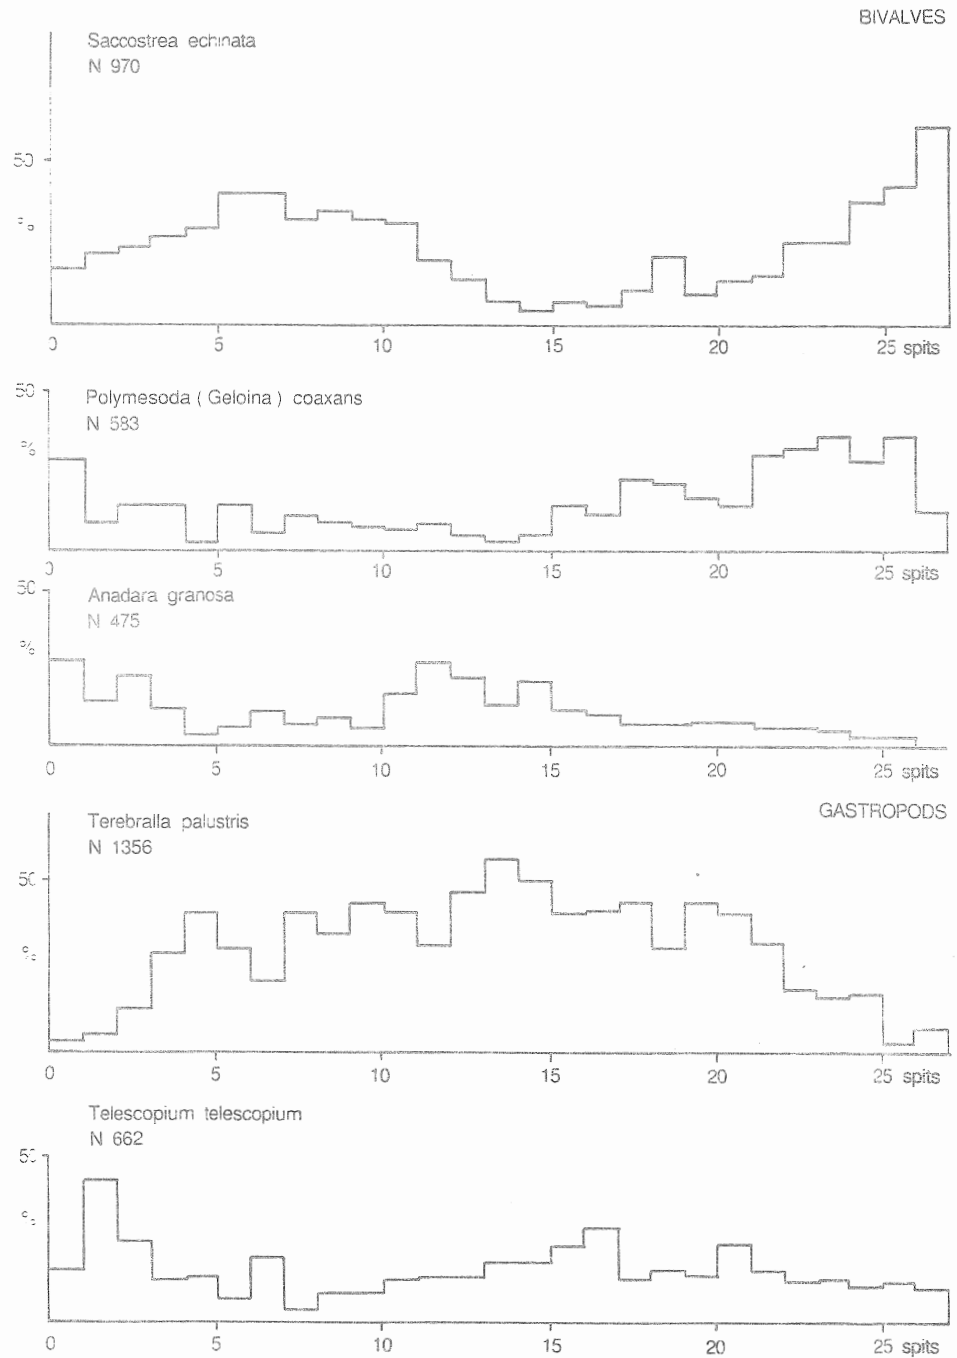 BIVALVES
Saccostrea echinata
N 970
50
%
0 5 10 15 20 25 spits
50
Polymesoda ( Geloina ) coaxans
N 583
%
0 5 10 15 20 25 spits
50
Anadara granosa
N 475
%
0 5 10 15 20 25 spits
GASTROPODS
Terebralla palustris
N 1356
50
%
0 5 10 15 20 25 spits
Telescopium telescopium
N 662
50
%
0 5 10 15 20 25 spits